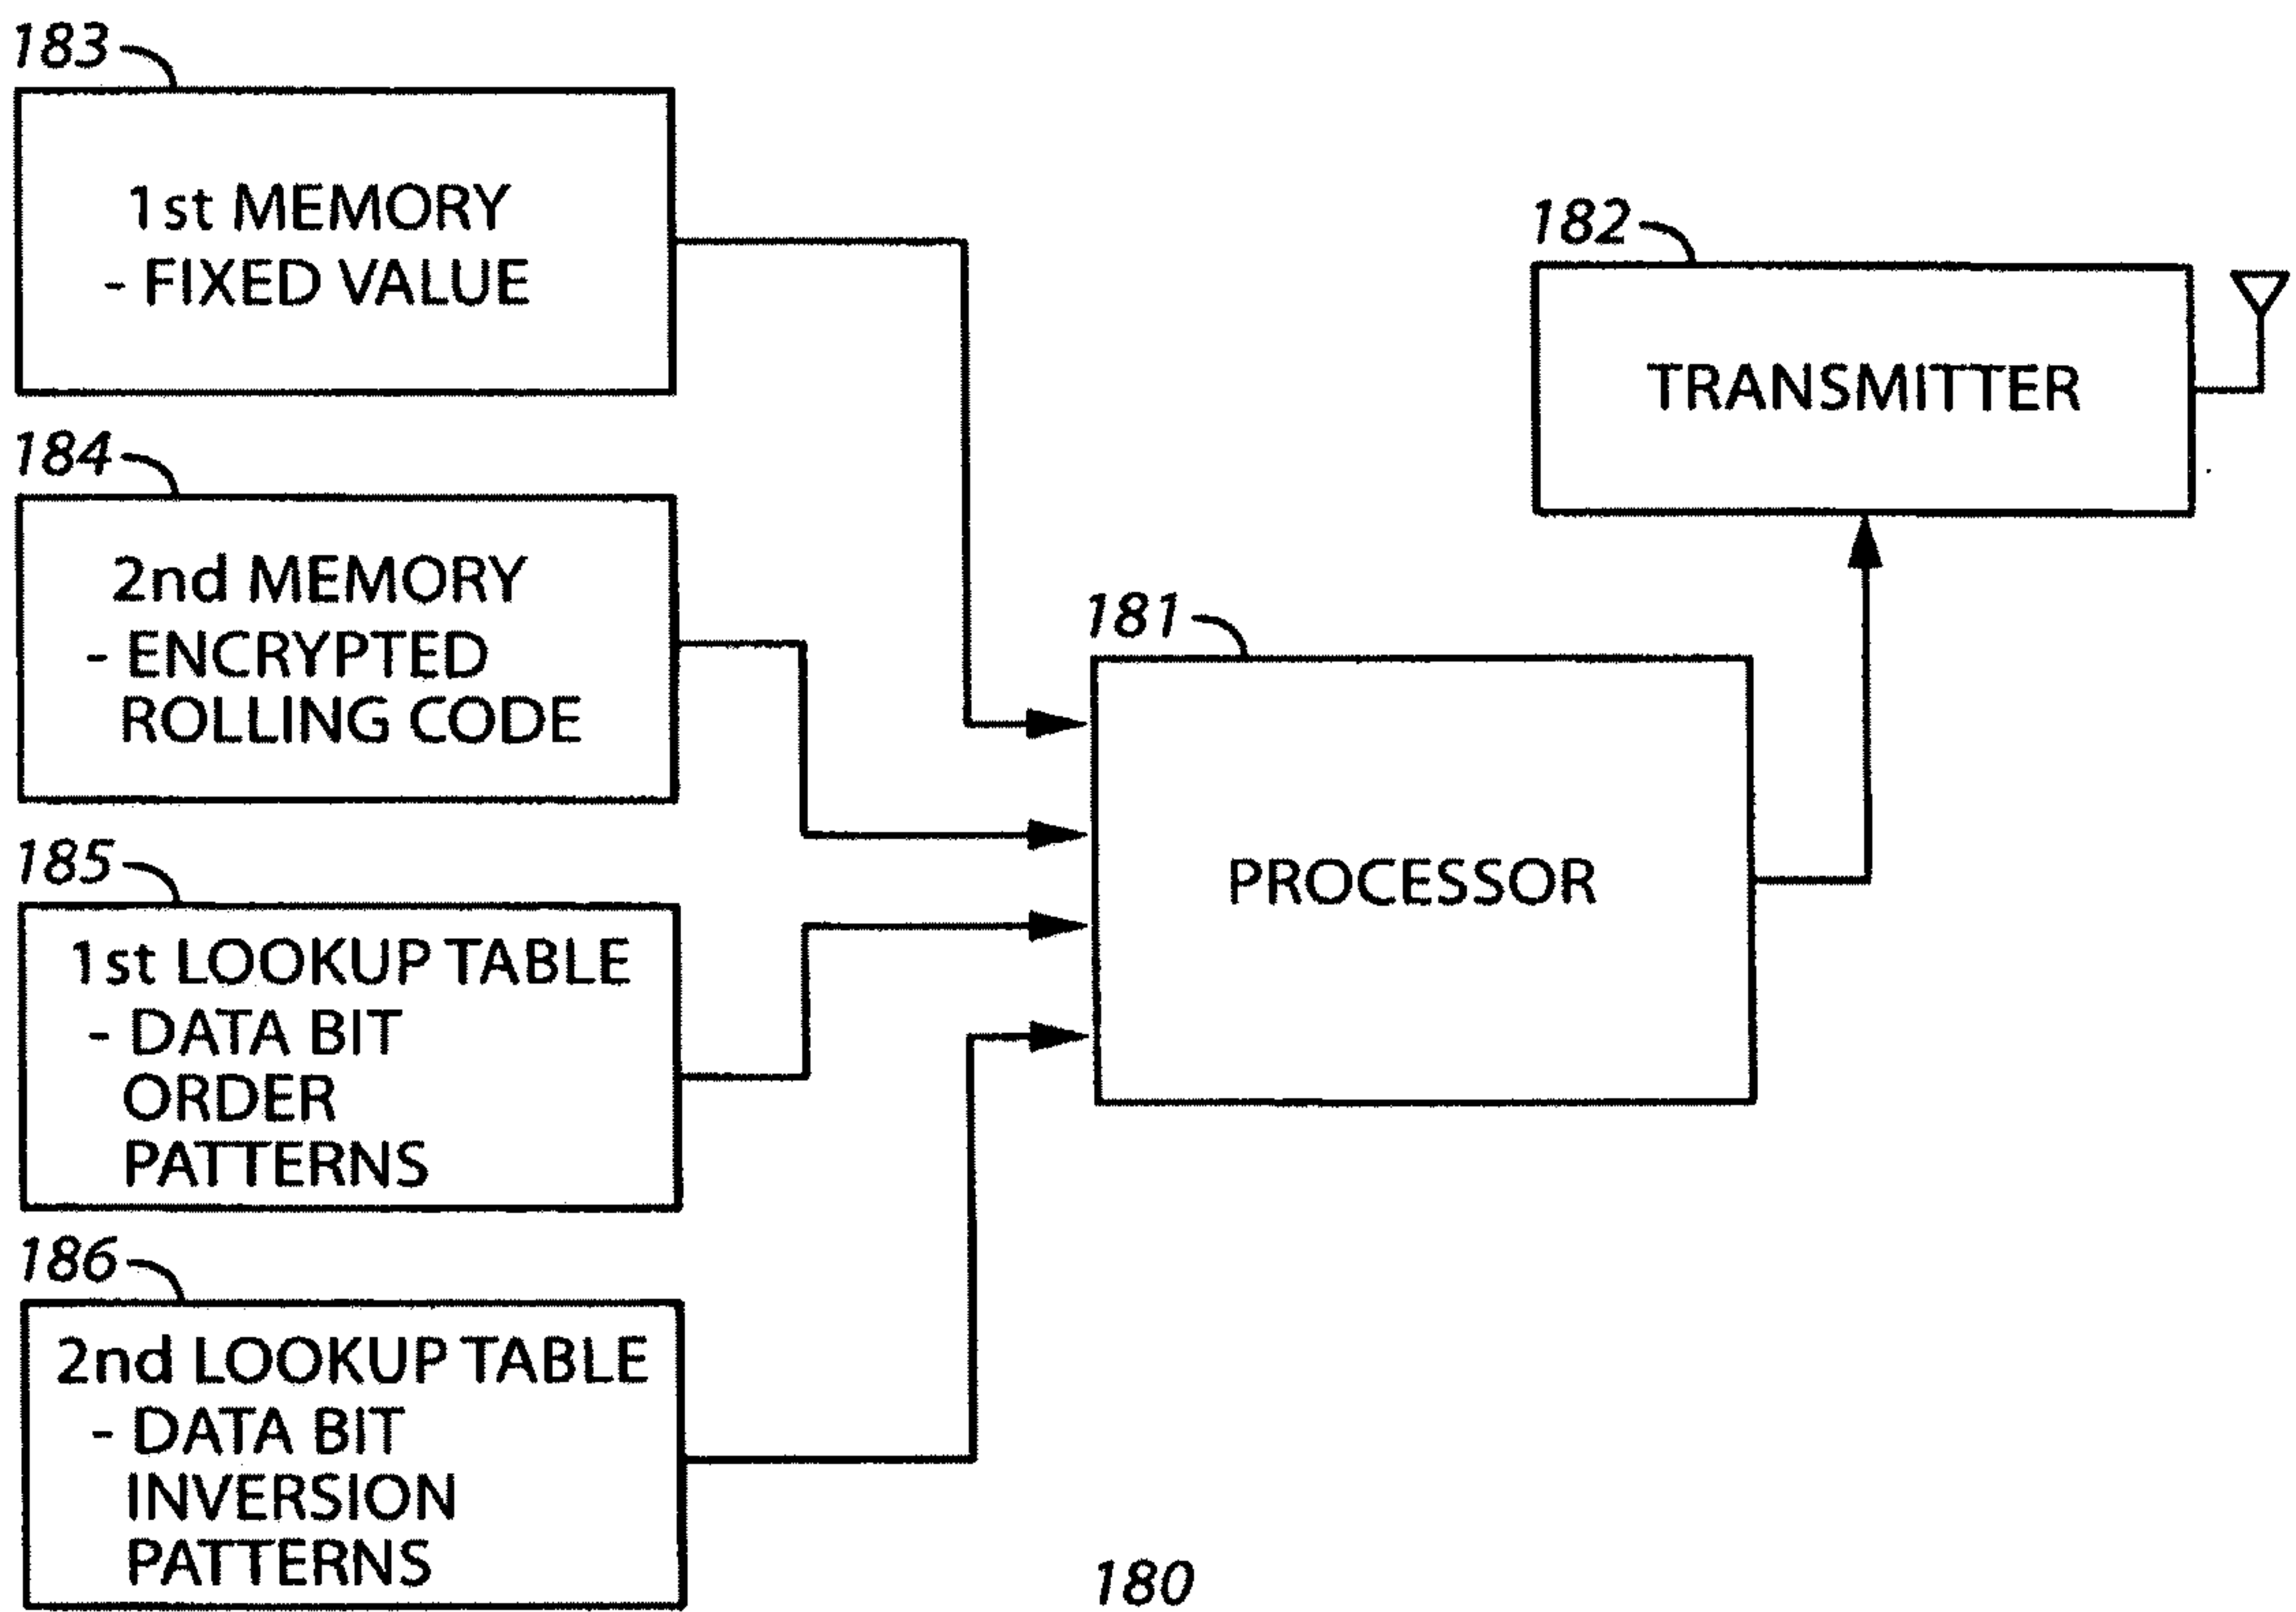 183
1st MEMORY
- FIXED VALUE
184
2nd MEMORY
- ENCRYPTED
ROLLING CODE
185
1st LOOKUP TABLE
- DATA BIT
ORDER
PATTERNS
186
2nd LOOKUP TABLE
- DATA BIT
INVERSION
PATTERNS
181
PROCESSOR
182
TRANSMITTER
180